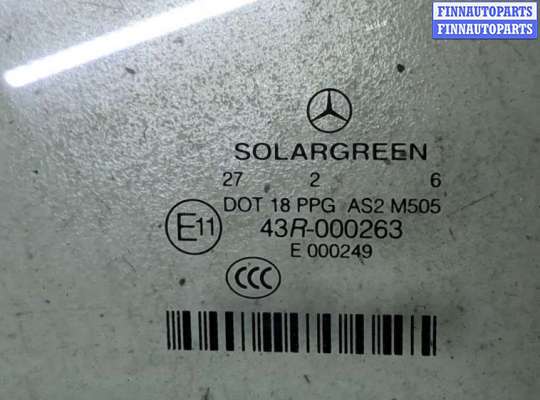 FINNAUTOPARTS
FINNAUTOPARTS
SOLARGREEN
27 2 6
DOT 18 PPG AS2 M505
E11 43R-000263
E 000249
CCC